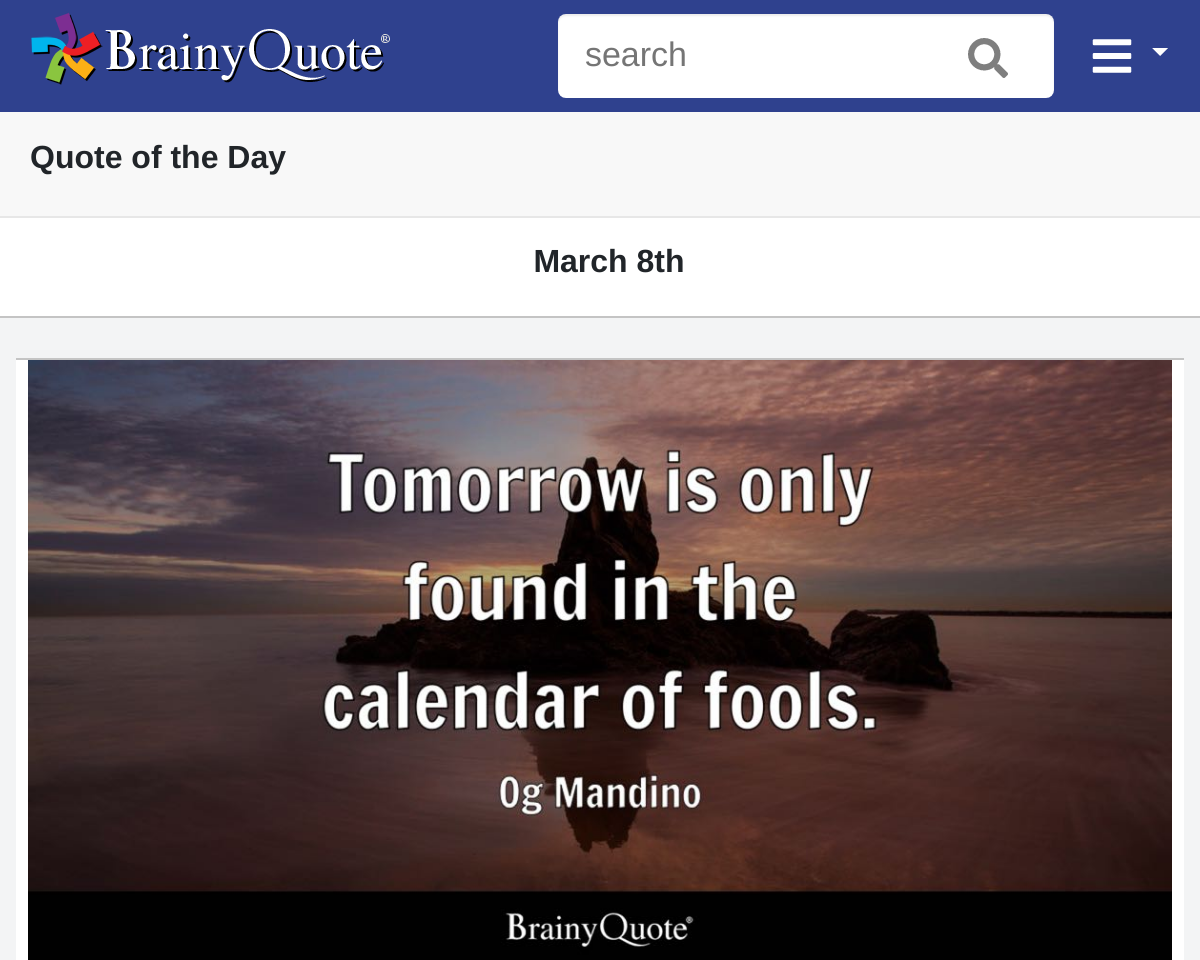 BrainyQuote®
search
Quote of the Day
March 8th
Tomorrow is only
found in the
calendar of fools.
Og Mandino
BrainyQuote®